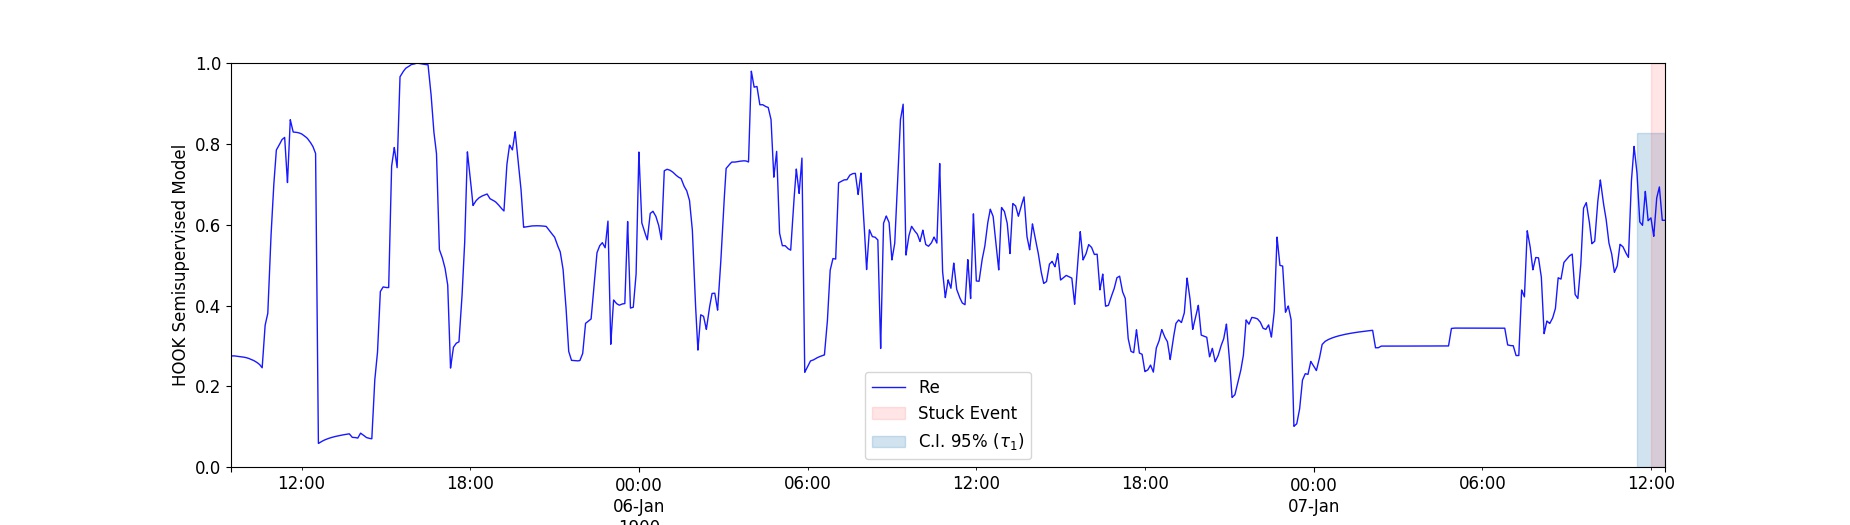 HOOK Semisupervised Model
1.0
0.8
0.6
0.4
0.2
0.0
Re
Stuck Event
C.I. 95% (τ₁)
12:00
18:00
00:00
06:00
12:00
18:00
00:00
06:00
12:00
06-Jan
07-Jan
1900